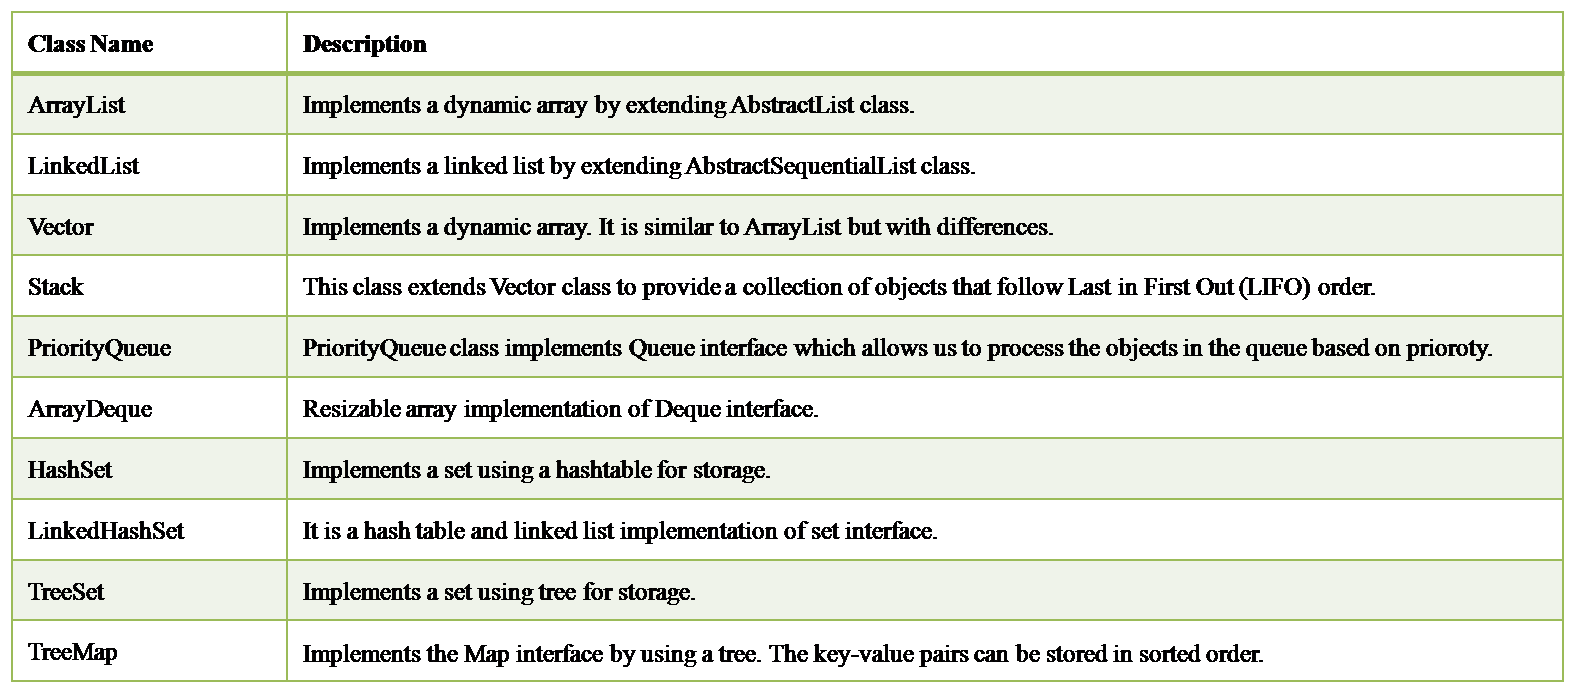 Class Name Description
ArrayList Implements a dynamic array by extending AbstractList class.
LinkedList Implements a linked list by extending AbstractSequentialList class.
Vector Implements a dynamic array. It is similar to ArrayList but with differences.
Stack This class extends Vector class to provide a collection of objects that follow Last in First Out (LIFO) order.
PriorityQueue PriorityQueue class implements Queue interface which allows us to process the objects in the queue based on prioroty.
ArrayDeque Resizable array implementation of Deque interface.
HashSet Implements a set using a hashtable for storage.
LinkedHashSet It is a hash table and linked list implementation of set interface.
TreeSet Implements a set using tree for storage.
TreeMap Implements the Map interface by using a tree. The key-value pairs can be stored in sorted order.